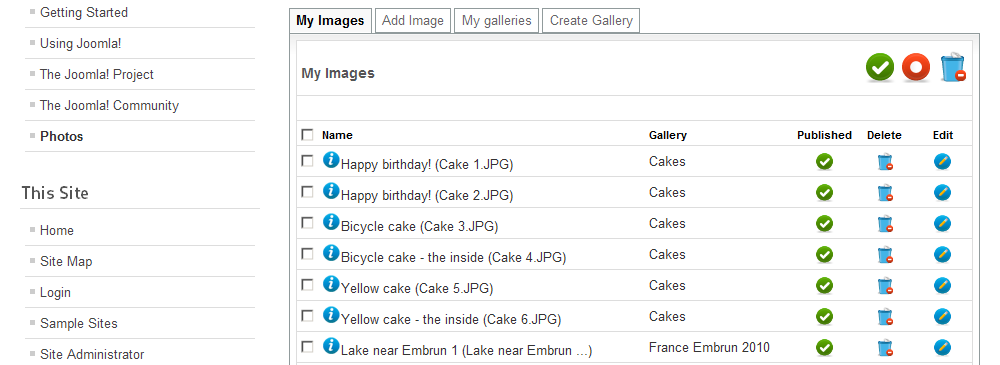 Getting Started
Using Joomla!
The Joomla! Project
The Joomla! Community
Photos
This Site
Home
Site Map
Login
Sample Sites
Site Administrator
My Images Add Image My galleries Create Gallery
My Images
Name Gallery Published Delete Edit
Happy birthday! (Cake 1.JPG) Cakes
Happy birthday! (Cake 2.JPG) Cakes
Bicycle cake (Cake 3.JPG) Cakes
Bicycle cake - the inside (Cake 4.JPG) Cakes
Yellow cake (Cake 5.JPG) Cakes
Yellow cake - the inside (Cake 6.JPG) Cakes
Lake near Embrun 1 (Lake near Embrun ...) France Embrun 2010